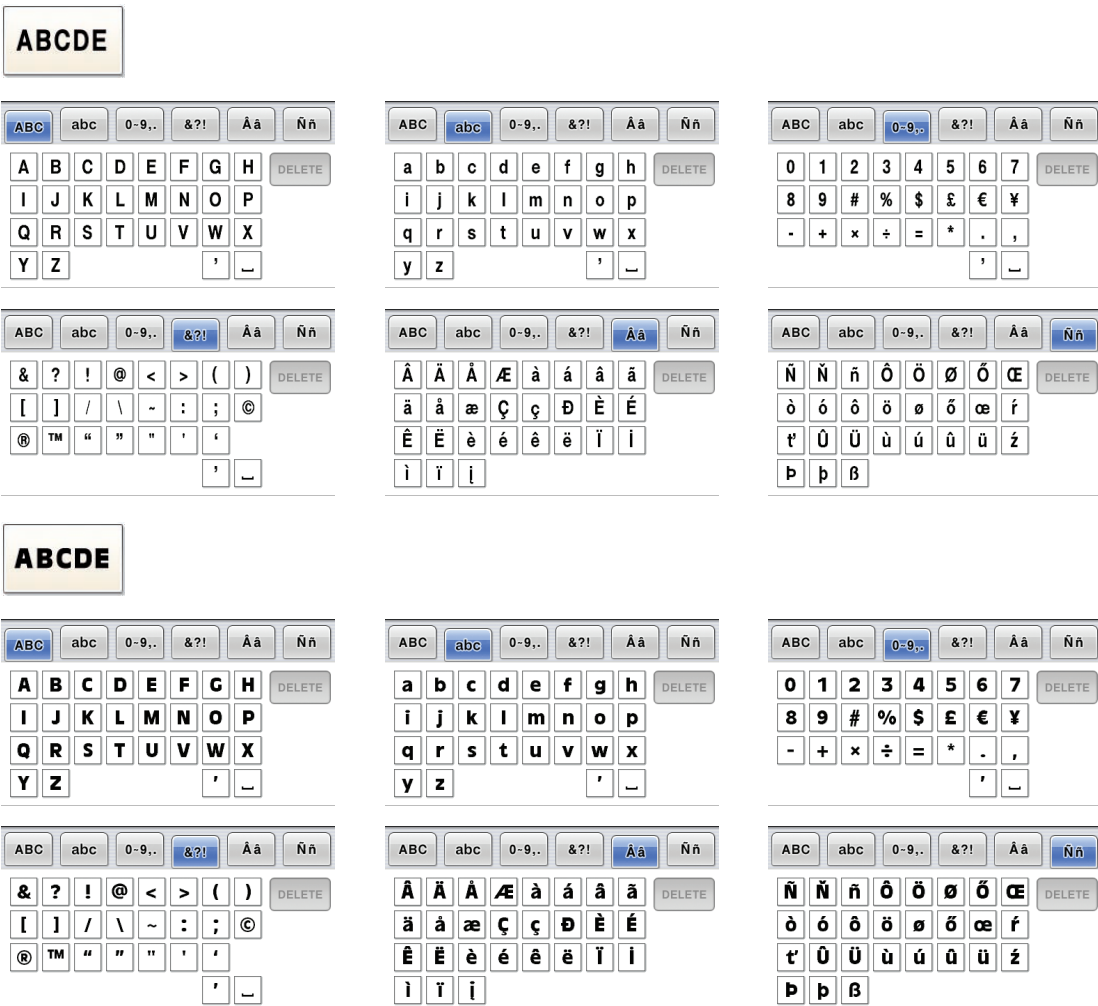 ABCDE
ABC abc 0~9,. &?! Ââ Ññ
A B C D E F G H DELETE
I J K L M N O P
Q R S T U V W X
Y Z ’ ⎵
ABC abc 0~9,. &?! Ââ Ññ
a b c d e f g h DELETE
i j k l m n o p
q r s t u v w x
y z ’ ⎵
ABC abc 0~9,. &?! Ââ Ññ
0 1 2 3 4 5 6 7 DELETE
8 9 # % $ £ € ¥
- + × ÷ = * . ,
’ ⎵
ABC abc 0~9,. &?! Ââ Ññ
& ? ! @ < > ( ) DELETE
[ ] / \ ~ : ; ©
® ™ “ ” " ' ‘
’ ⎵
ABC abc 0~9,. &?! Ââ Ññ
Â Ä Å Æ à á â ã DELETE
ä å æ Ç ç Ð È É
Ê Ë è é ê ë Ï İ
ì ï į
ABC abc 0~9,. &?! Ââ Ññ
Ñ Ň ñ Ô Ö Ø Ő Œ DELETE
ò ó ô ö ø ő œ ŕ
ť Û Ü ù ú û ü ź
Þ þ ß
ABCDE
ABC abc 0~9,. &?! Ââ Ññ
A B C D E F G H DELETE
I J K L M N O P
Q R S T U V W X
Y Z ’ ⎵
ABC abc 0~9,. &?! Ââ Ññ
a b c d e f g h DELETE
i j k l m n o p
q r s t u v w x
y z ’ ⎵
ABC abc 0~9,. &?! Ââ Ññ
0 1 2 3 4 5 6 7 DELETE
8 9 # % $ £ € ¥
- + × ÷ = * . ,
’ ⎵
ABC abc 0~9,. &?! Ââ Ññ
& ? ! @ < > ( ) DELETE
[ ] / \ ~ : ; ©
® ™ “ ” " ' ‘
’ ⎵
ABC abc 0~9,. &?! Ââ Ññ
Â Ä Å Æ à á â ã DELETE
ä å æ Ç ç Ð È É
Ê Ë è é ê ë Ï İ
ì ï į
ABC abc 0~9,. &?! Ââ Ññ
Ñ Ň ñ Ô Ö Ø Ő Œ DELETE
ò ó ô ö ø ő œ ŕ
ť Û Ü ù ú û ü ź
Þ þ ß